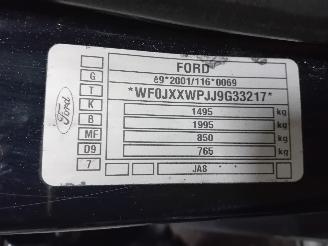 FORD
e9*2001/116*0069
*WF0JXXWPJJ9G33217*
1495 kg
1995 kg
850 kg
765 kg
JA8
G
T
K
B
MF
D9
7
Ford